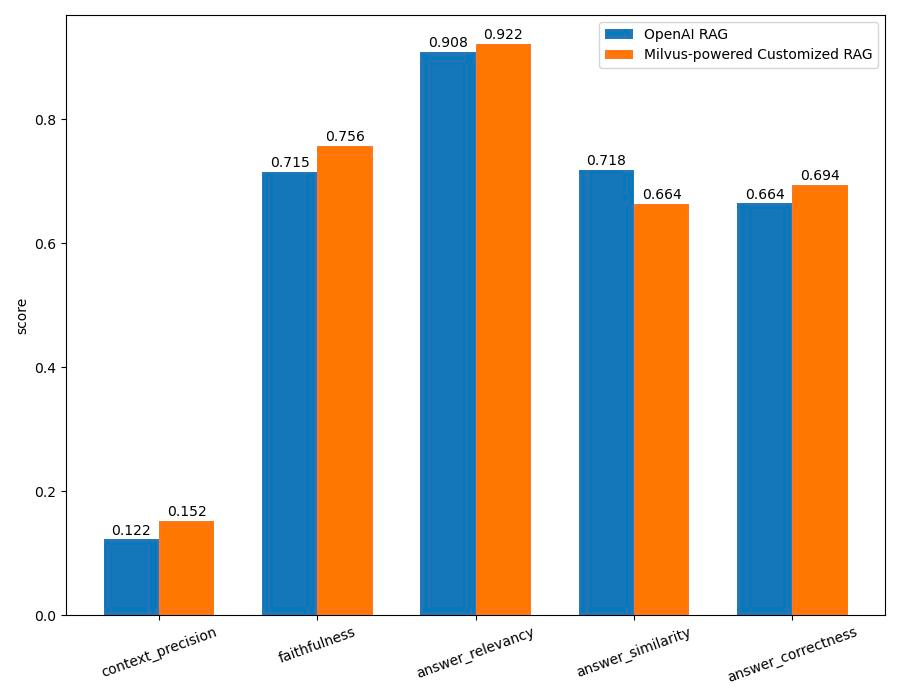 OpenAI RAG
Milvus-powered Customized RAG
0.908
0.922
0.8
0.715
0.756
0.718
0.664
0.664
0.694
0.6
score
0.4
0.2
0.122
0.152
0.0
context_precision
faithfulness
answer_relevancy
answer_similarity
answer_correctness